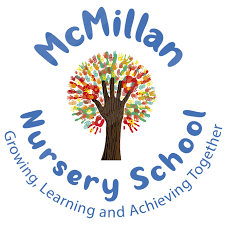 McMillan
Nursery School
Growing, Learning and Achieving Together